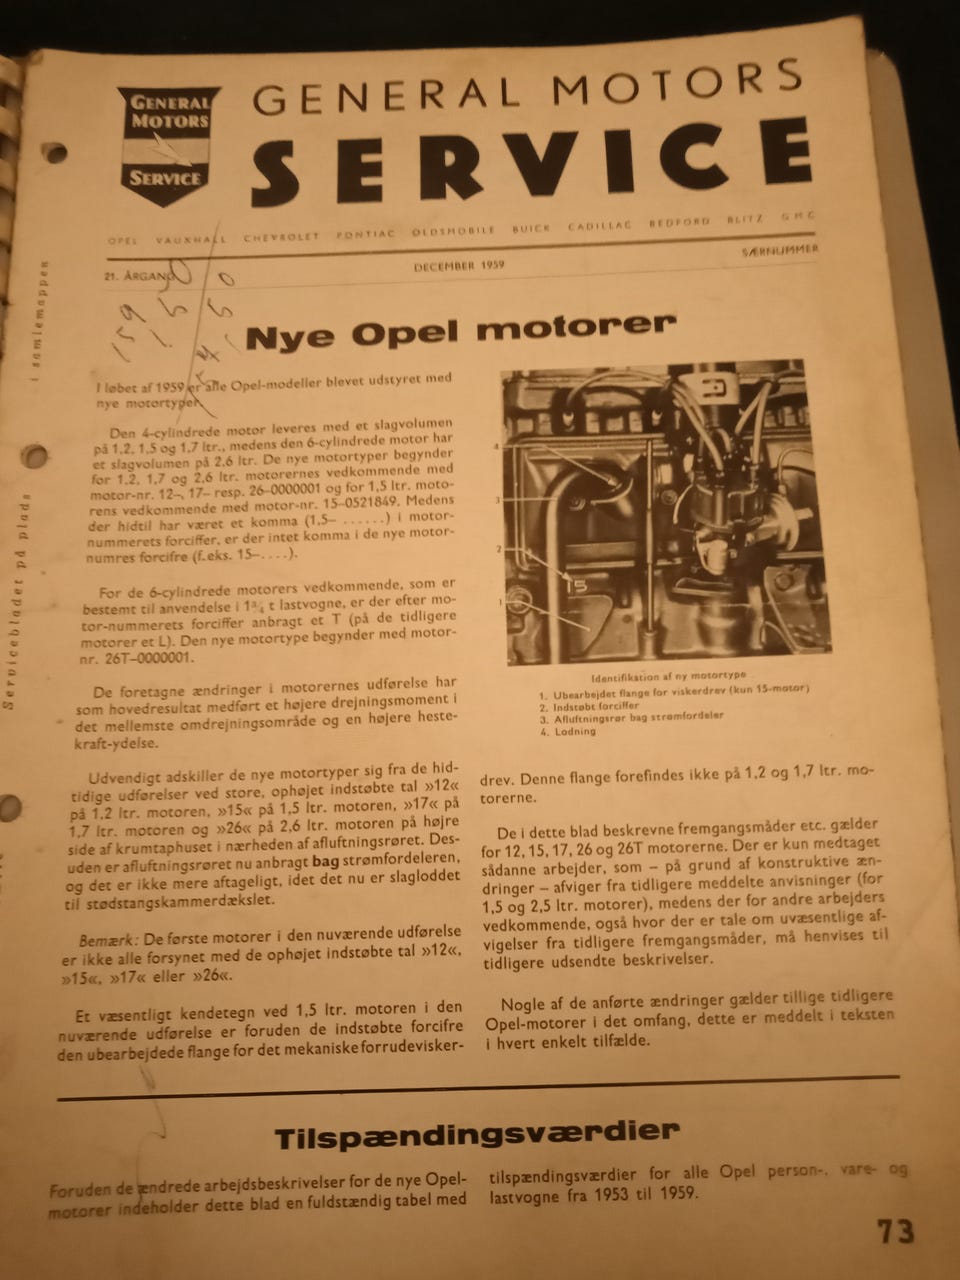 GENERAL
MOTORS
SERVICE
GENERAL MOTORS
SERVICE
OPEL VAUXHALL CHEVROLET PONTIAC OLDSMOBILE BUICK CADILLAC BEDFORD BLITZ GMC
21. ÅRGANG
DECEMBER 1959
SÆRNUMMER
Nye Opel motorer
I løbet af 1959 er alle Opel-modeller blevet udstyret med
nye motortyper.
Den 4-cylindrede motor leveres med et slagvolumen
på 1,2, 1,5 og 1,7 ltr., medens den 6-cylindrede motor har
et slagvolumen på 2,6 ltr. De nye motortyper begynder
for 1,2, 1,7 og 2,6 ltr. motorernes vedkommende med
motor-nr. 12-, 17- resp. 26-0000001 og for 1,5 ltr. moto-
rens vedkommende med motor-nr. 15-0521849. Medens
der hidtil har været et komma (1,5- ......) i motor-
nummerets forciffer, er der intet komma i de nye motor-
numres forcifre (f.eks. 15-....).
For de 6-cylindrede motorers vedkommende, som er
bestemt til anvendelse i 1¾ t lastvogne, er der efter mo-
tor-nummerets forciffer anbragt et T (på de tidligere
motorer et L). Den nye motortype begynder med motor-
nr. 26T-0000001.
De foretagne ændringer i motorernes udførelse har
som hovedresultat medført et højere drejningsmoment i
det mellemste omdrejningsområde og en højere heste-
kraft-ydelse.
Udvendigt adskiller de nye motortyper sig fra de hid-
tidige udførelser ved store, ophøjet indstøbte tal »12«
på 1,2 ltr. motoren, »15« på 1,5 ltr. motoren, »17« på
1,7 ltr. motoren og »26« på 2,6 ltr. motoren på højre
side af krumtaphuset i nærheden af afluftningsrøret. Des-
uden er afluftningsrøret nu anbragt bag strømfordeleren,
og det er ikke mere aftageligt, idet det nu er slagloddet
til stødstangskammerdækslet.
Bemærk: De første motorer i den nuværende udførelse
er ikke alle forsynet med de ophøjet indstøbte tal »12«,
»15«, »17« eller »26«.
Et væsentligt kendetegn ved 1,5 ltr. motoren i den
nuværende udførelse er foruden de indstøbte forcifre
den ubearbejdede flange for det mekaniske forrudevisker-
4
3
2
1
15
Identifikation af ny motortype
1. Ubearbejdet flange for viskerdrev (kun 15-motor)
2. Indstøbt forciffer
3. Afluftningsrør bag strømfordeler
4. Lodning
drev. Denne flange forefindes ikke på 1,2 og 1,7 ltr. mo-
torerne.
De i dette blad beskrevne fremgangsmåder etc. gælder
for 12, 15, 17, 26 og 26T motorerne. Der er kun medtaget
sådanne arbejder, som - på grund af konstruktive æn-
dringer - afviger fra tidligere meddelte anvisninger (for
1,5 og 2,5 ltr. motorer), medens der for andre arbejders
vedkommende, også hvor der er tale om uvæsentlige af-
vigelser fra tidligere fremgangsmåder, må henvises til
tidligere udsendte beskrivelser.
Nogle af de anførte ændringer gælder tillige tidligere
Opel-motorer i det omfang, dette er meddelt i teksten
i hvert enkelt tilfælde.
Tilspændingsværdier
Foruden de ændrede arbejdsbeskrivelser for de nye Opel-
motorer indeholder dette blad en fuldstændig tabel med
tilspændingsværdier for alle Opel person-, vare- og
lastvogne fra 1953 til 1959.
73
Servicebladet på plads i samlemappen